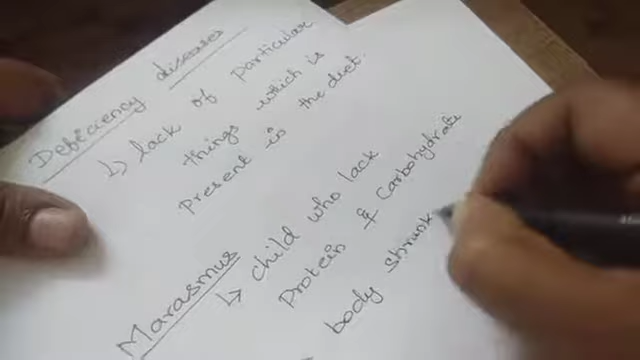 Deficiency diseases
↳ lack of particular
things which is
present is the diet.
Marasmus
↳ child who lack
Protein & Carbohydrate
body shrunk